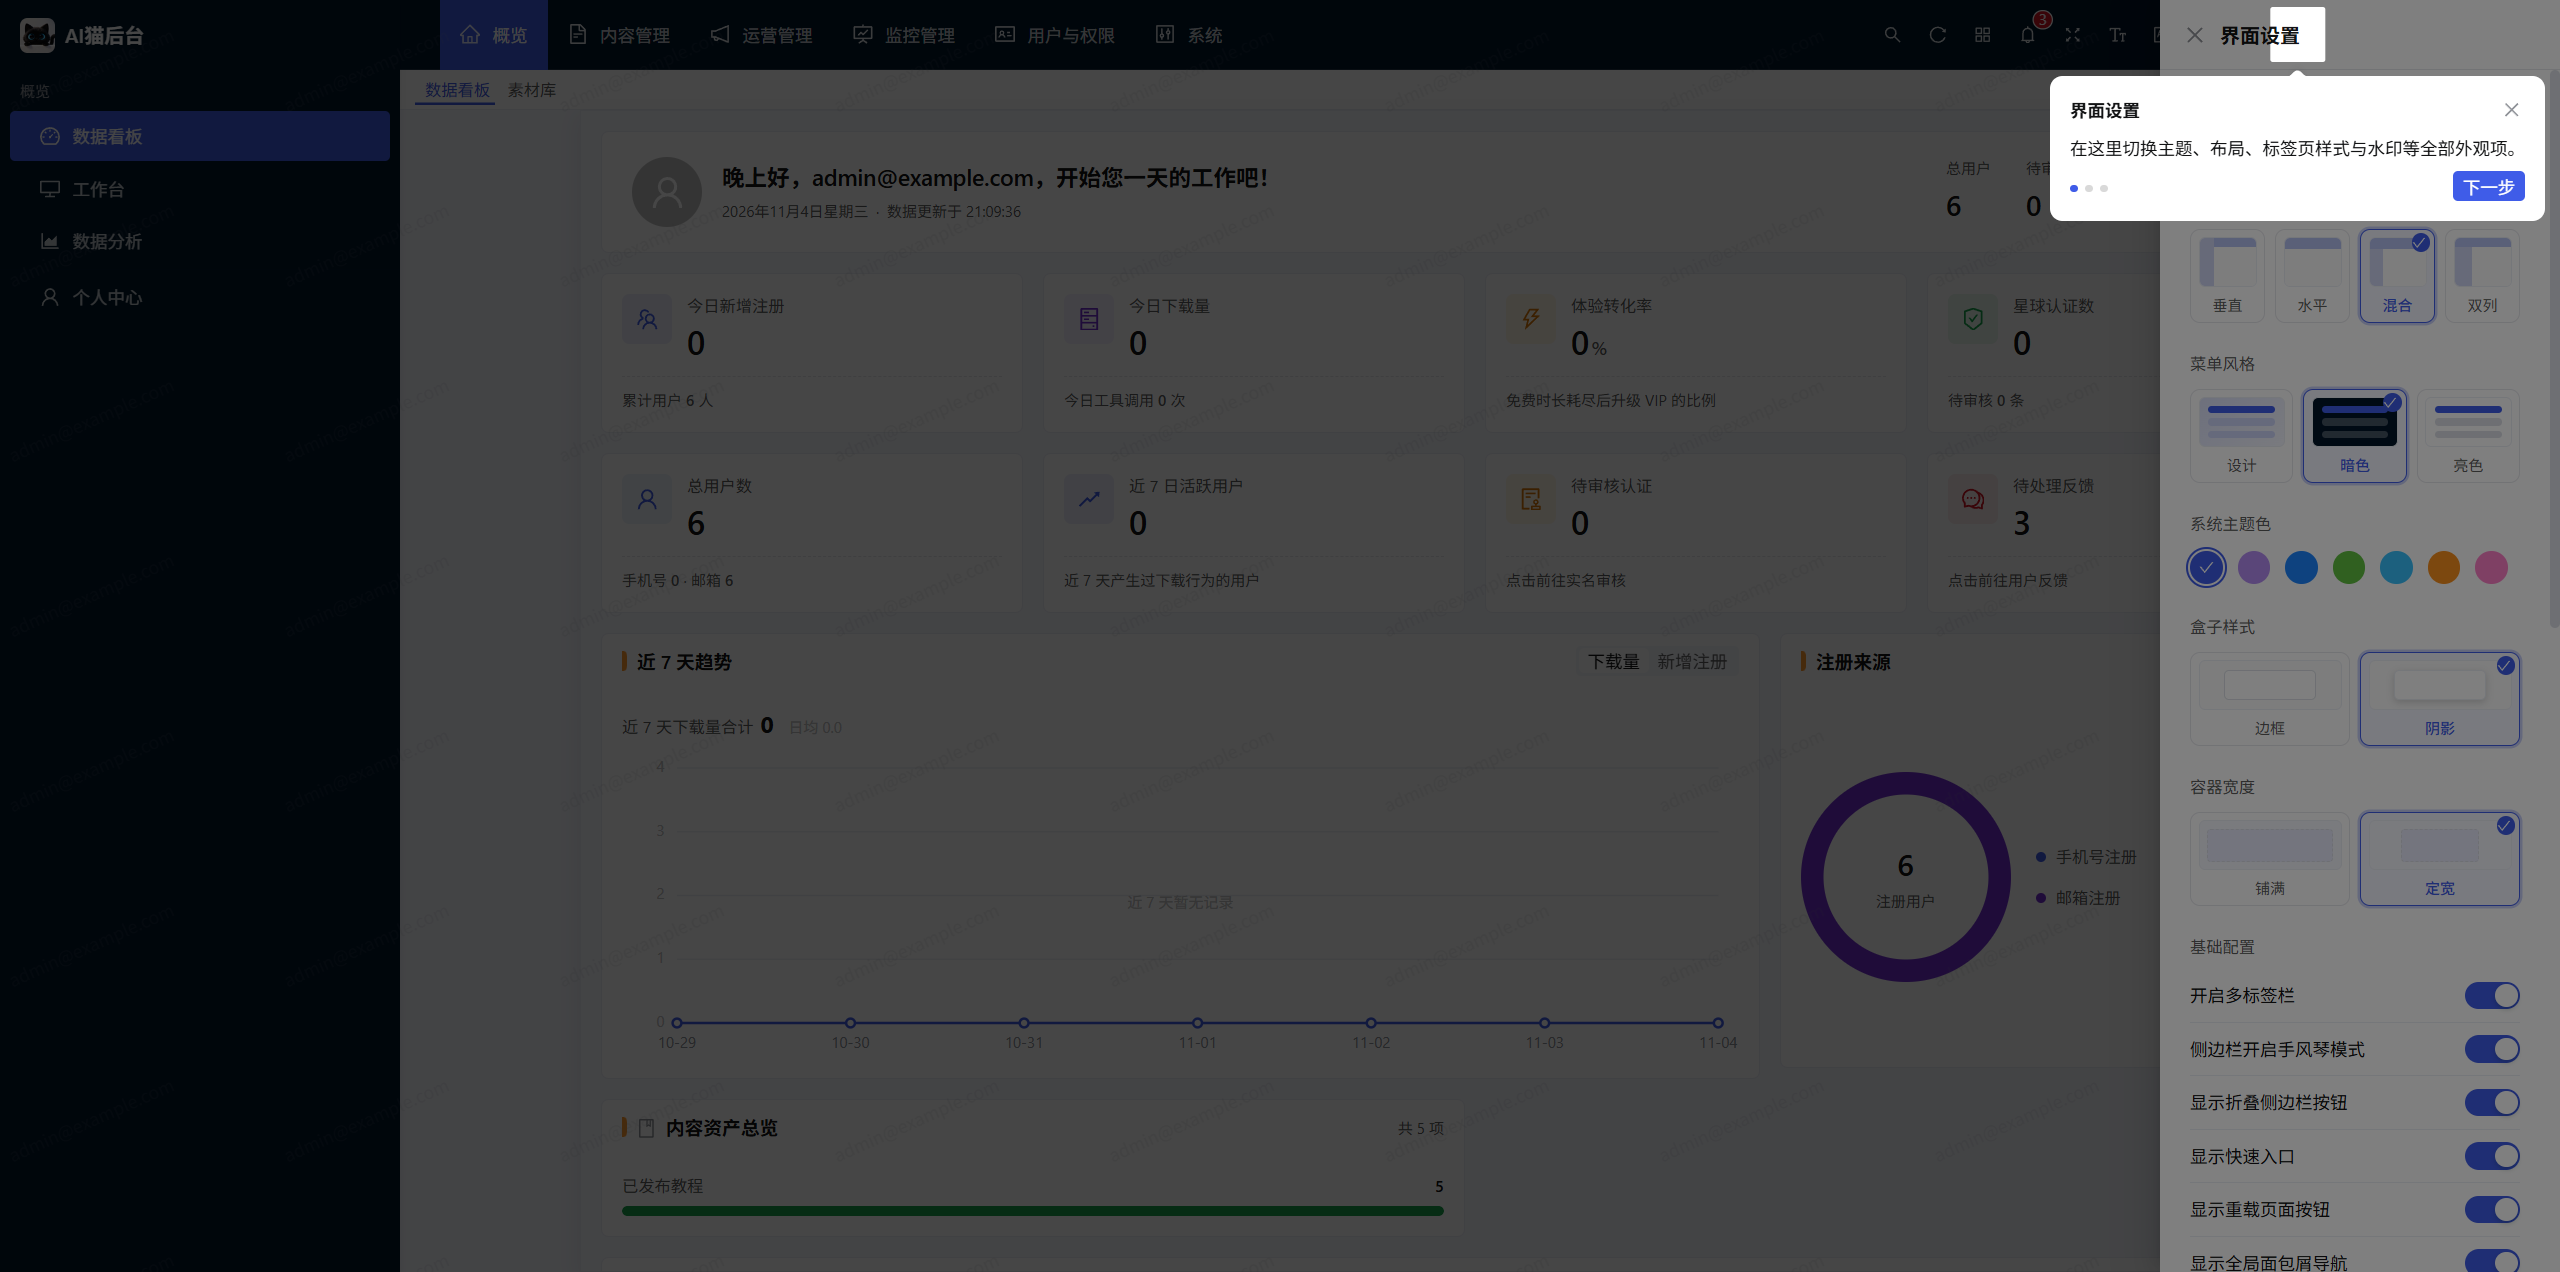 AI猫后台
概览
内容管理
运营管理
监控管理
用户与权限
系统
3
界面设置
概览
数据看板
工作台
数据分析
个人中心
数据看板
素材库
界面设置
在这里切换主题、布局、标签页样式与水印等全部外观项。
下一步
晚上好，admin@example.com，开始您一天的工作吧！
2026年11月4日星期三 · 数据更新于 21:09:36
总用户
6
0
今日新增注册
0
累计用户 6 人
今日下载量
0
今日工具调用 0 次
体验转化率
0%
免费时长耗尽后升级 VIP 的比例
星球认证数
0
待审核 0 条
总用户数
6
手机号 0 · 邮箱 6
近 7 日活跃用户
0
近 7 天产生过下载行为的用户
待审核认证
0
点击前往实名审核
待处理反馈
3
点击前往用户反馈
近 7 天趋势
下载量
新增注册
近 7 天下载量合计 0 日均 0.0
4
3
2
1
0
近 7 天暂无记录
10-29
10-30
10-31
11-01
11-02
11-03
11-04
注册来源
6
注册用户
手机号注册
邮箱注册
内容资产总览
共 5 项
已发布教程
5
垂直
水平
混合
双列
菜单风格
设计
暗色
亮色
系统主题色
盒子样式
边框
阴影
容器宽度
铺满
定宽
基础配置
开启多标签栏
侧边栏开启手风琴模式
显示折叠侧边栏按钮
显示快速入口
显示重载页面按钮
显示全局面包屑导航
admin@example.com